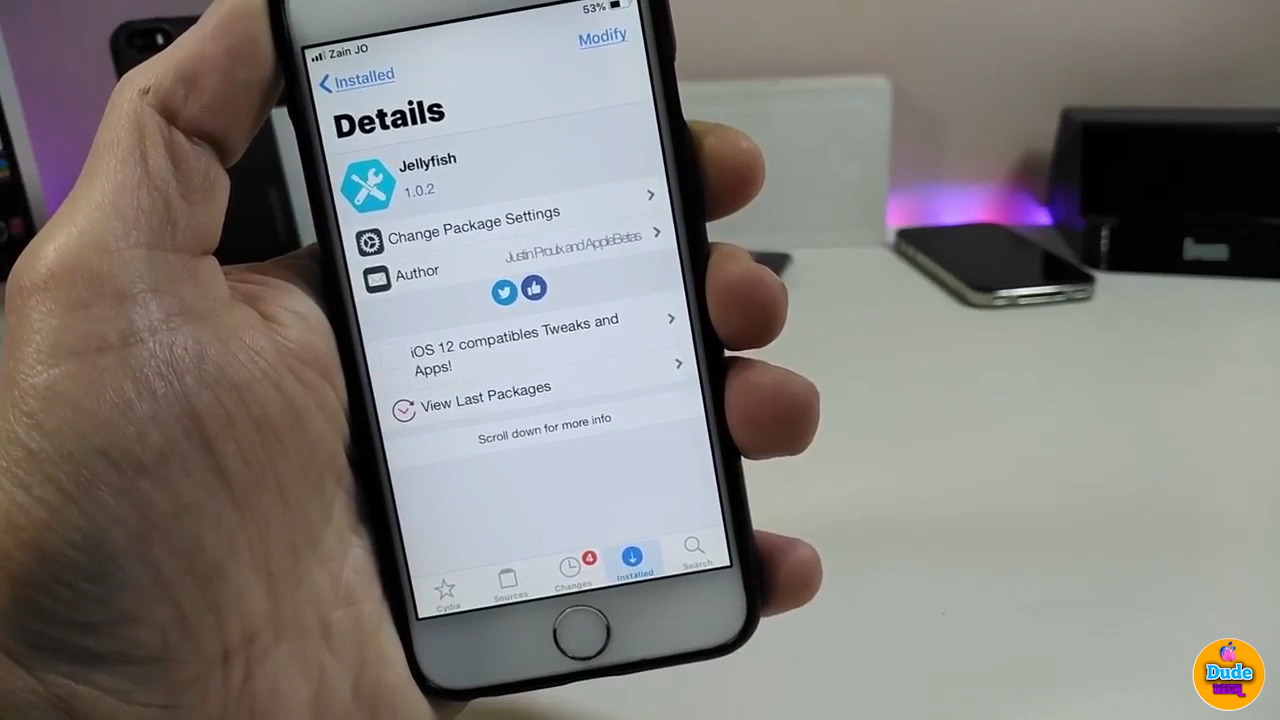 53%
Zain JO
Modify
Installed
Details
Jellyfish
1.0.2
Change Package Settings
Author
Justin Proulx and AppleBetas
iOS 12 compatibles Tweaks and
Apps!
View Last Packages
Scroll down for more info
4
Cydia
Sources
Changes
Installed
Search
Dude